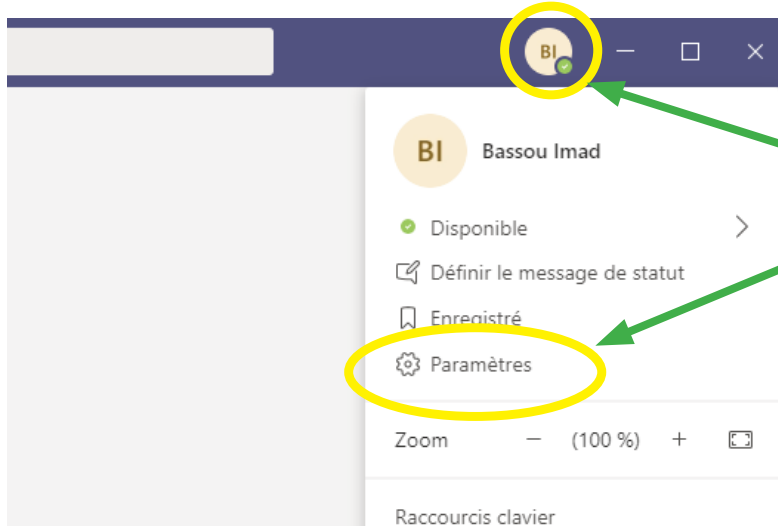 BI
BI Bassou Imad
Disponible
Définir le message de statut
Enregistré
Paramètres
Zoom − (100 %) +
Raccourcis clavier